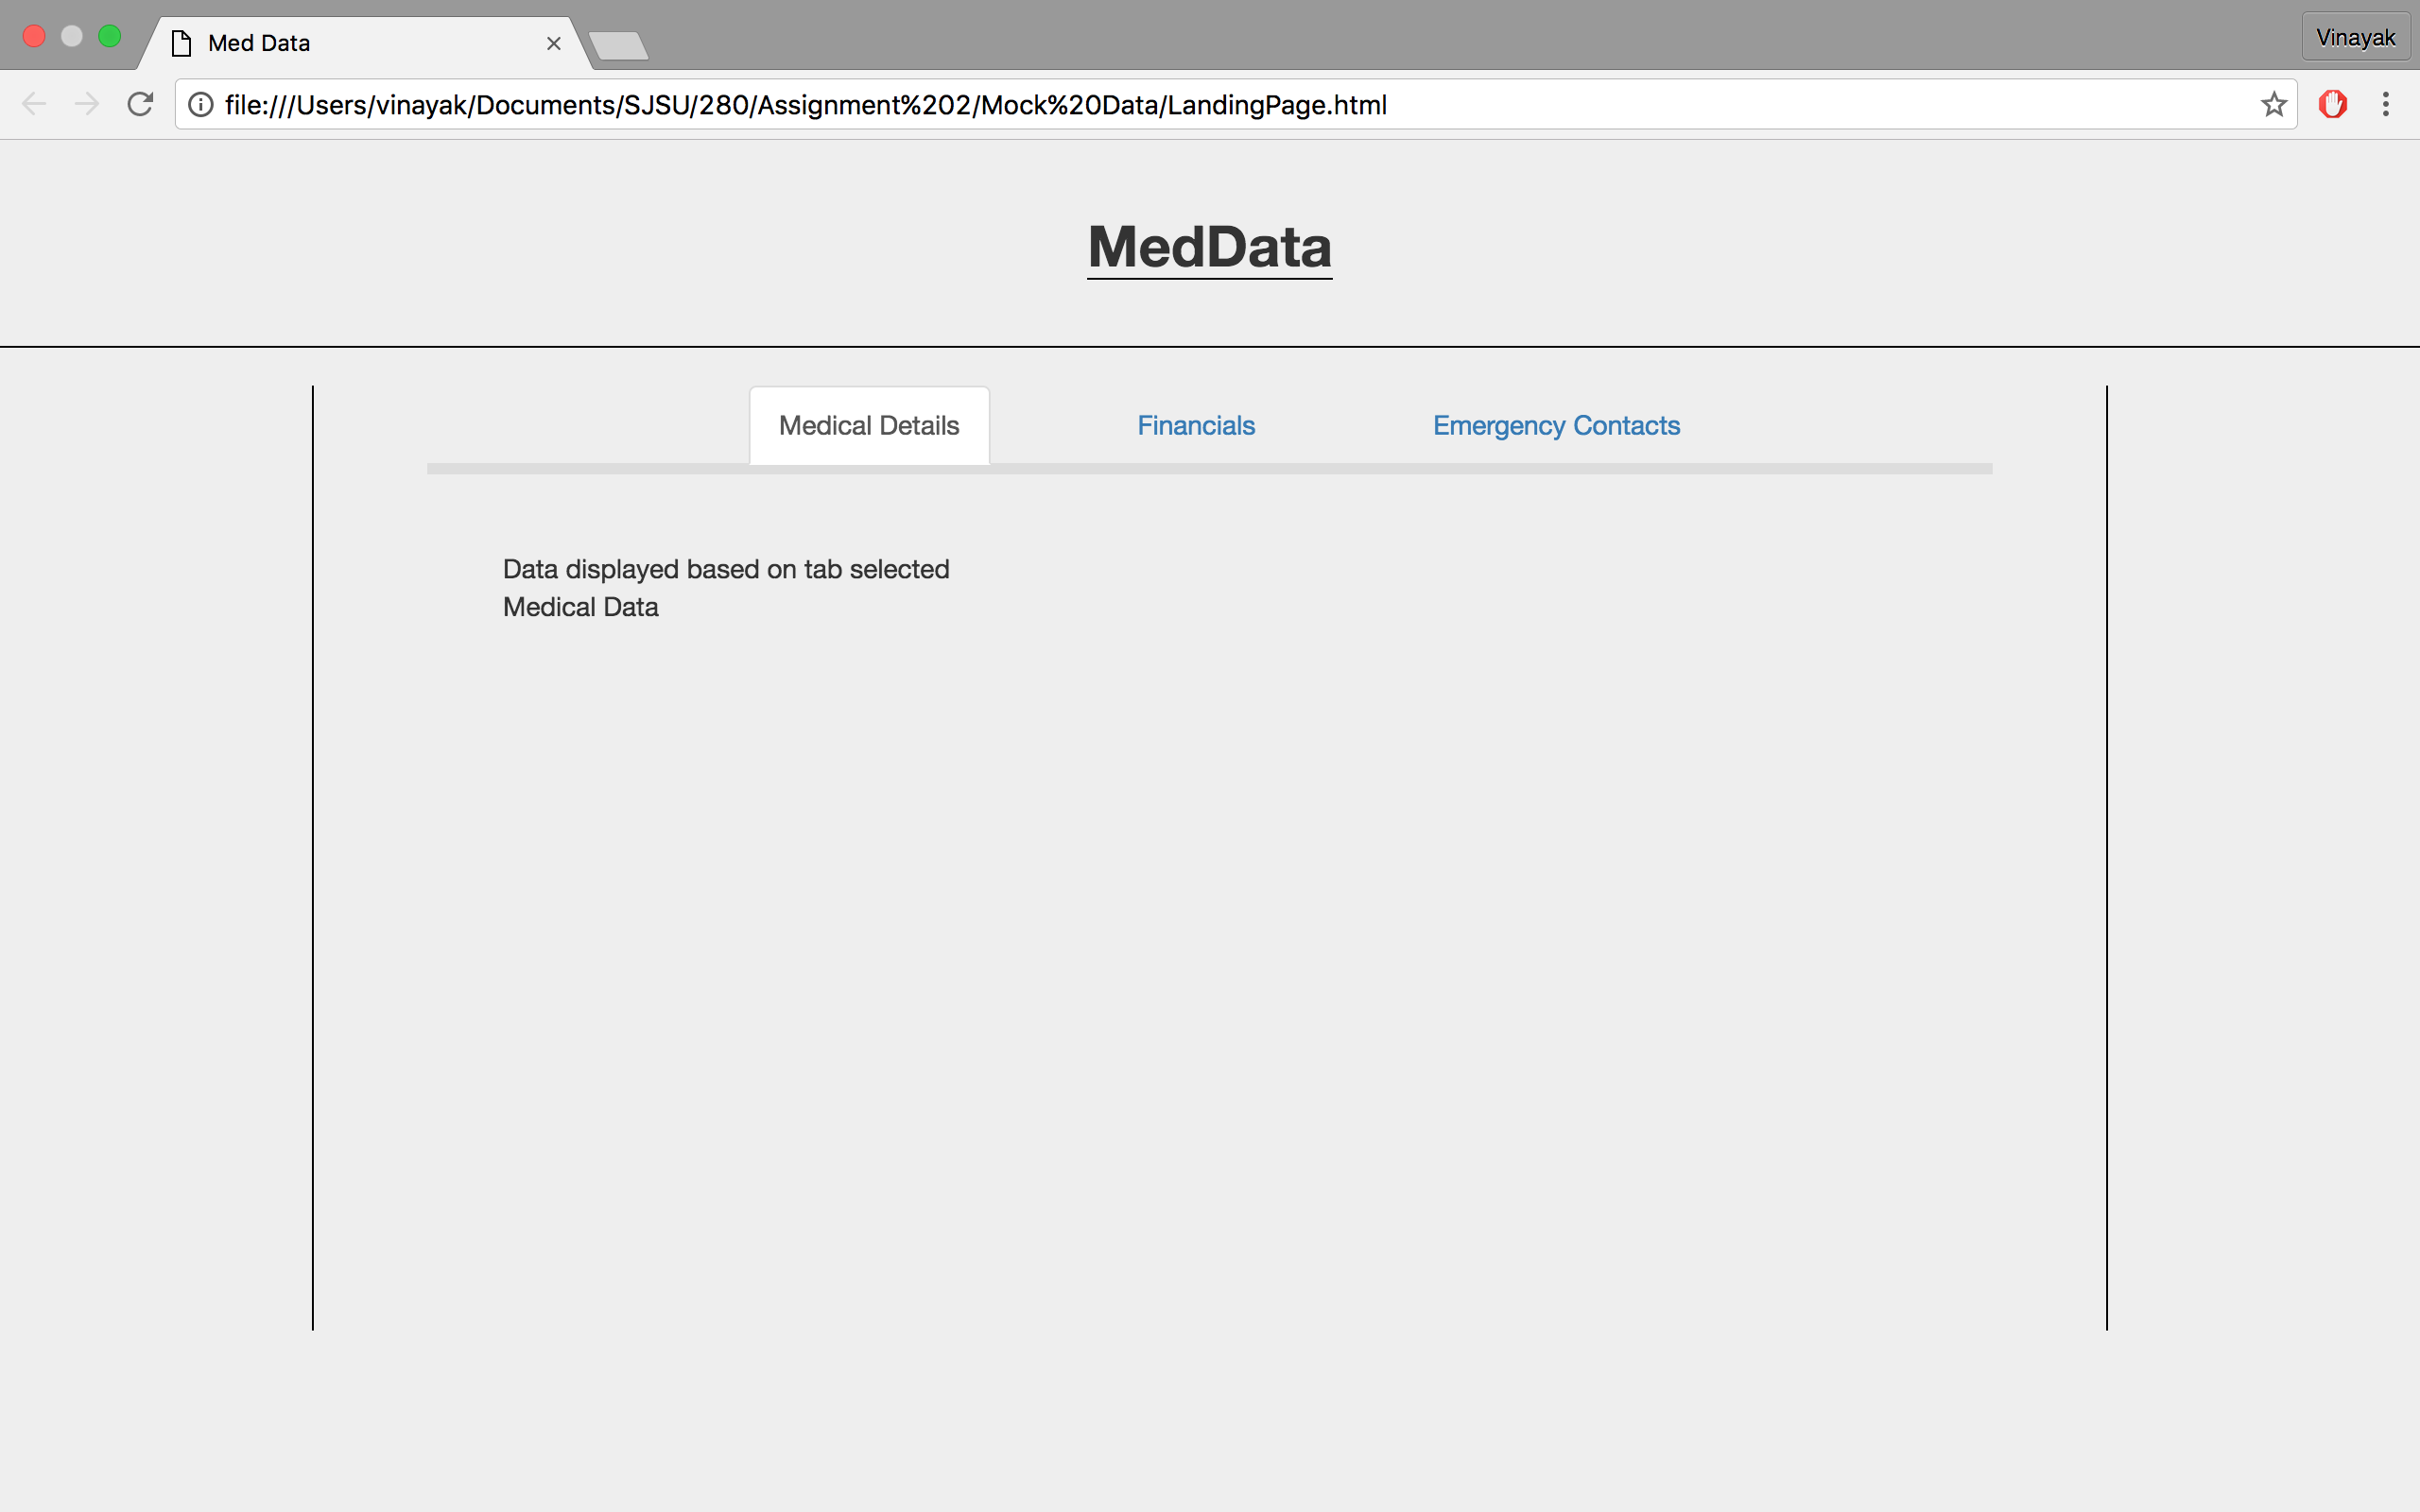 Med Data
Vinayak
file:///Users/vinayak/Documents/SJSU/280/Assignment%202/Mock%20Data/LandingPage.html
MedData
Medical Details Financials Emergency Contacts
Data displayed based on tab selected
Medical Data